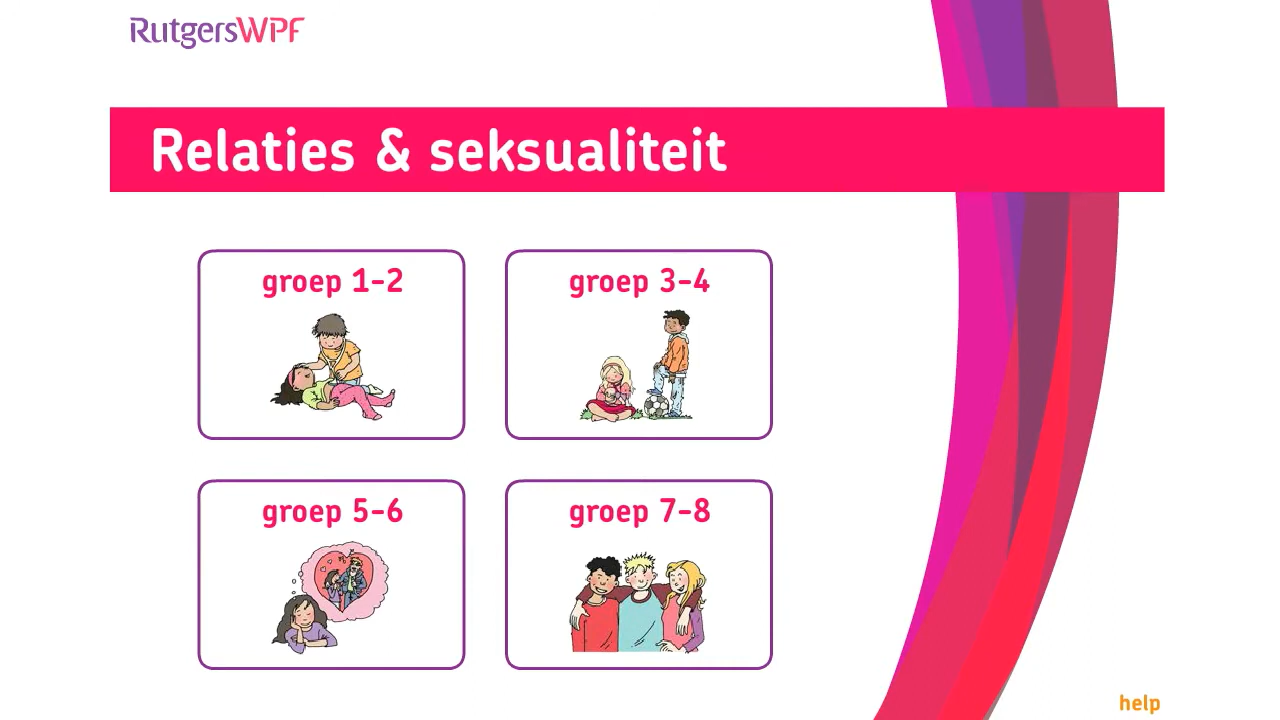 RutgersWPF
Relaties & seksualiteit
groep 1-2
groep 3-4
groep 5-6
groep 7-8
help